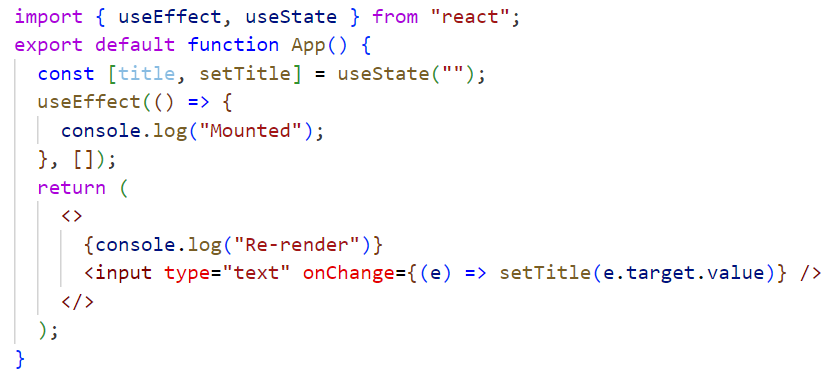 import { useEffect, useState } from "react";
export default function App() {
  const [title, setTitle] = useState("");
  useEffect(() => {
    console.log("Mounted");
  }, []);
  return (
    <>
      {console.log("Re-render")}
      <input type="text" onChange={(e) => setTitle(e.target.value)} />
    </>
  );
}